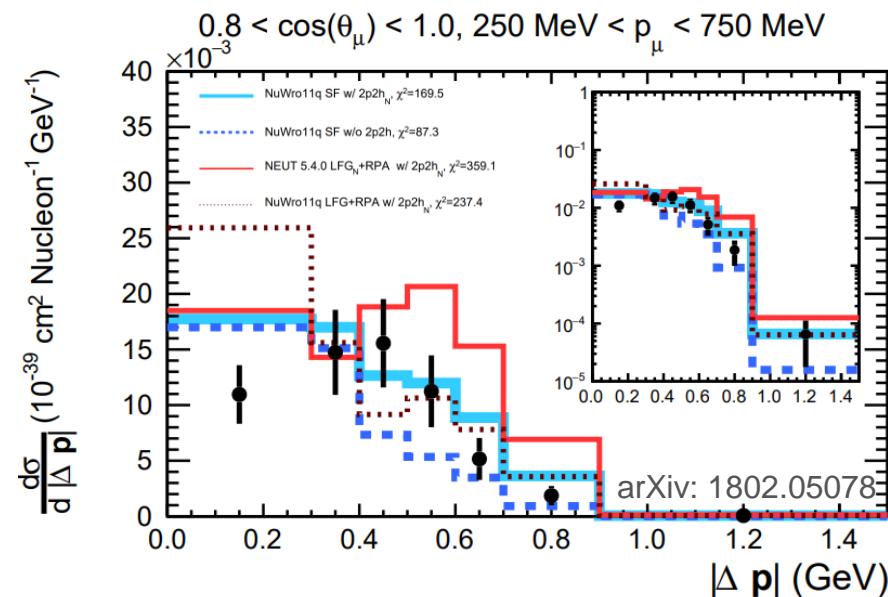 0.8 < cos(θμ) < 1.0, 250 MeV < pμ < 750 MeV
×10⁻³
NuWro11q SF w/ 2p2h_N, χ²=169.5
NuWro11q SF w/o 2p2h, χ²=87.3
NEUT 5.4.0 LFG_N+RPA w/ 2p2h_N, χ²=359.1
NuWro11q LFG+RPA w/ 2p2h_N, χ²=237.4
40
35
30
25
20
15
10
5
0
0.0 0.2 0.4 0.6 0.8 1.0 1.2 1.4
|Δ p| (GeV)
dσ
d |Δ p|
(10⁻³⁹ cm² Nucleon⁻¹ GeV⁻¹)
1
10⁻¹
10⁻²
10⁻³
10⁻⁴
10⁻⁵
0.0 0.2 0.4 0.6 0.8 1.0 1.2 1.4
arXiv: 1802.05078